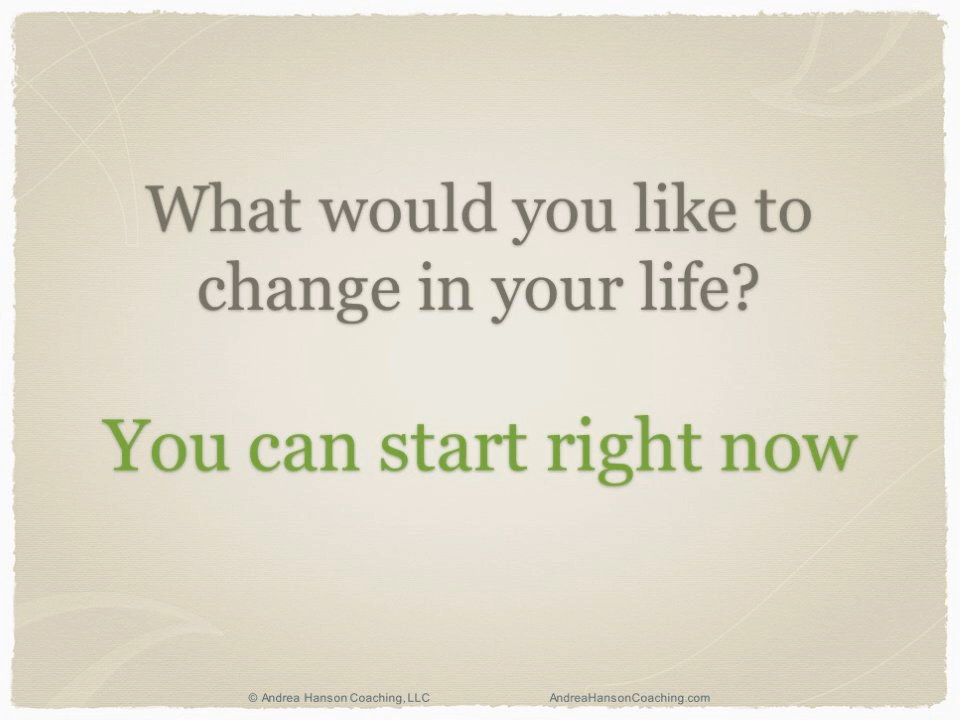 What would you like to
change in your life?
You can start right now
© Andrea Hanson Coaching, LLC
AndreaHansonCoaching.com